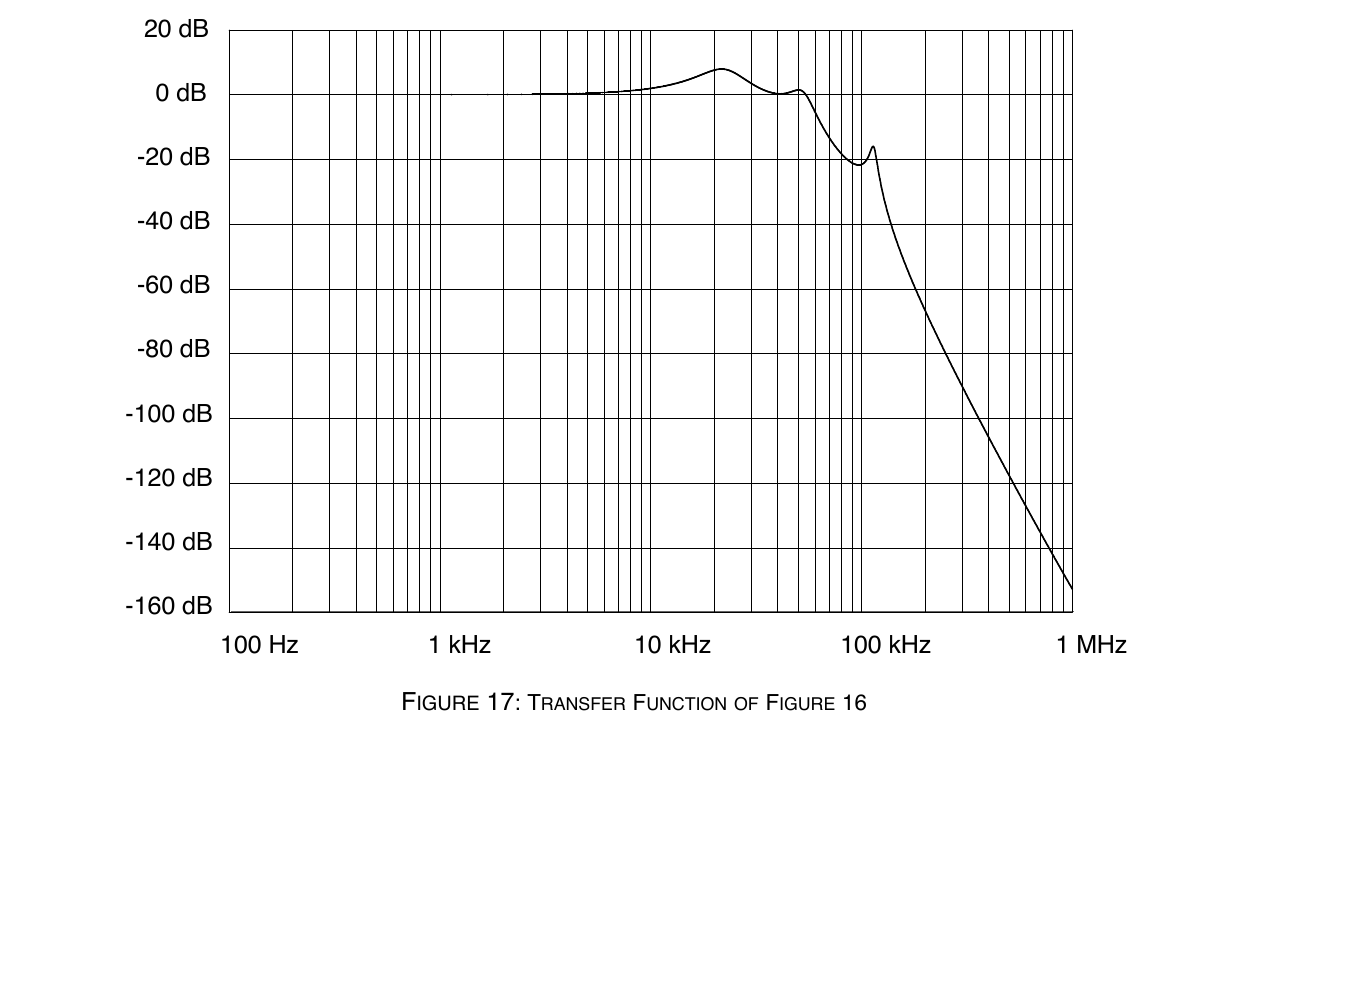 20 dB
0 dB
-20 dB
-40 dB
-60 dB
-80 dB
-100 dB
-120 dB
-140 dB
-160 dB
100 Hz 1 kHz 10 kHz 100 kHz 1 MHz
FIGURE 17: TRANSFER FUNCTION OF FIGURE 16